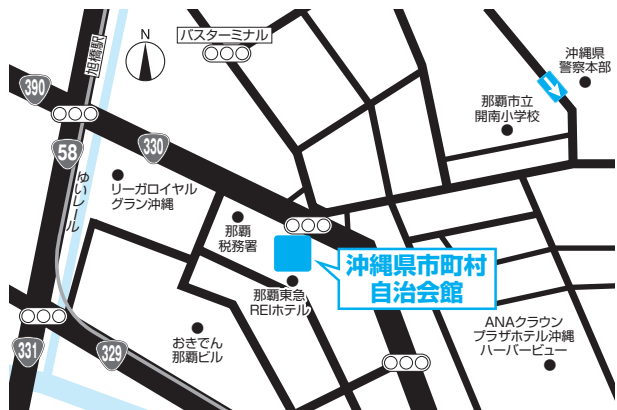 N
バスターミナル
旭橋駅
沖縄県
警察本部
390
那覇市立
開南小学校
58
330
ゆいレール
リーガロイヤル
グラン沖縄
那覇
税務署
沖縄県市町村
自治会館
那覇東急
REIホテル
331
329
おきでん
那覇ビル
ANAクラウン
プラザホテル沖縄
ハーバービュー